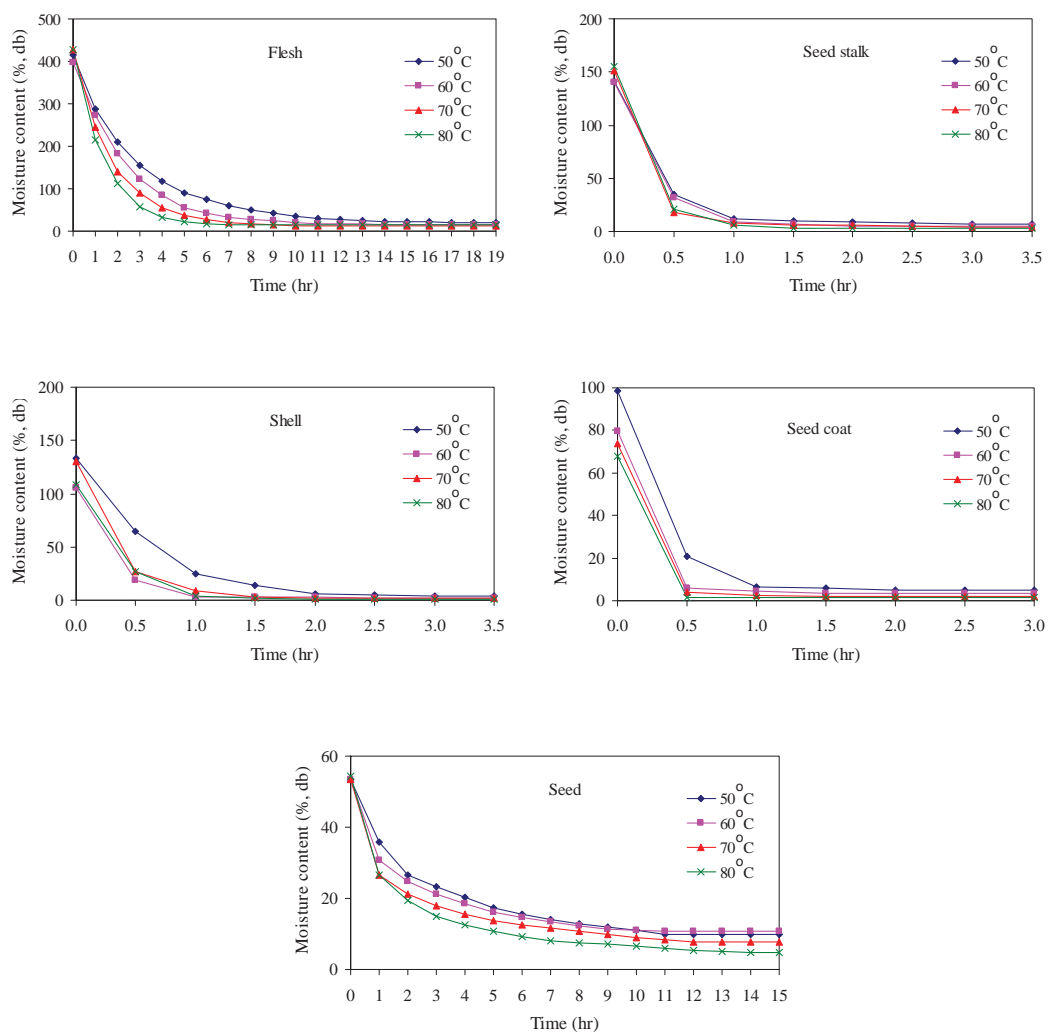 Flesh
Moisture content (%, db)
500
400
300
200
100
0
50°C
60°C
70°C
80°C
0 1 2 3 4 5 6 7 8 9 10 11 12 13 14 15 16 17 18 19
Time (hr)
Seed stalk
Moisture content (%, db)
200
150
100
50
0
50°C
60°C
70°C
80°C
0.0 0.5 1.0 1.5 2.0 2.5 3.0 3.5
Time (hr)
Shell
Moisture content (%, db)
200
150
100
50
0
50°C
60°C
70°C
80°C
0.0 0.5 1.0 1.5 2.0 2.5 3.0 3.5
Time (hr)
Seed coat
Moisture content (%, db)
100
80
60
40
20
0
50°C
60°C
70°C
80°C
0.0 0.5 1.0 1.5 2.0 2.5 3.0
Time (hr)
Seed
Moisture content (%, db)
60
40
20
0
50°C
60°C
70°C
80°C
0 1 2 3 4 5 6 7 8 9 10 11 12 13 14 15
Time (hr)